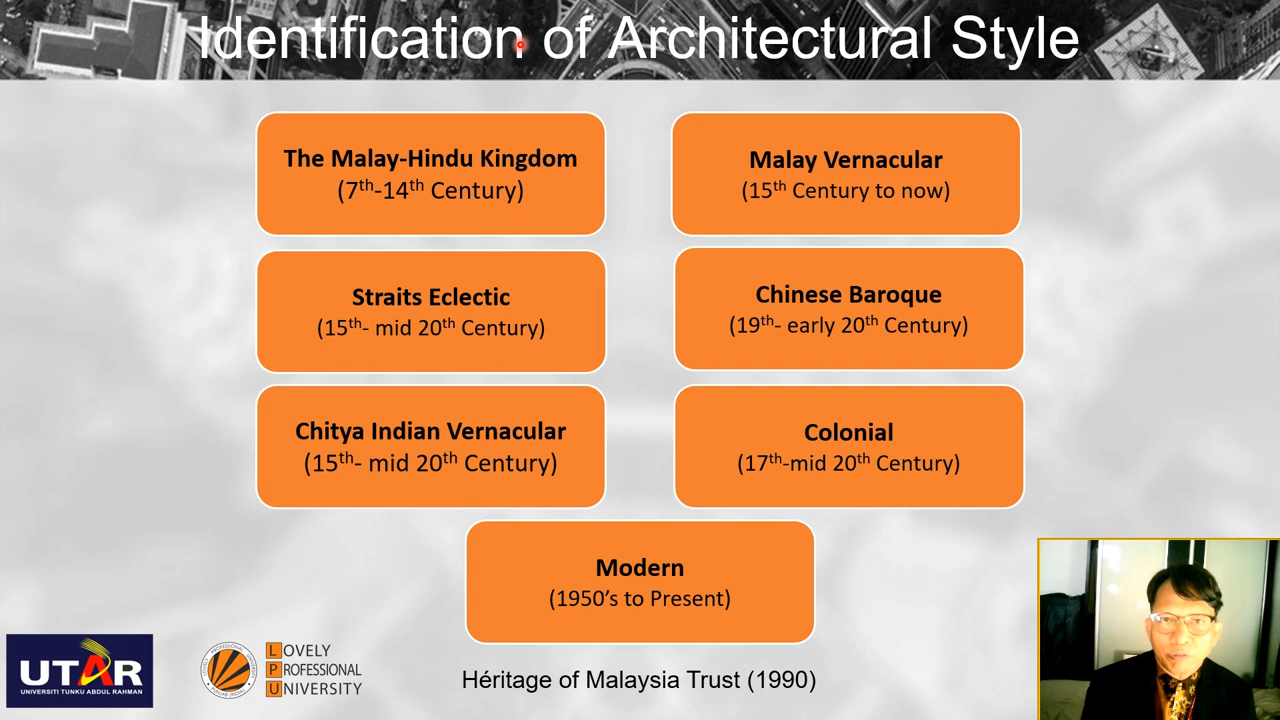 Identification of Architectural Style
The Malay-Hindu Kingdom
(7th-14th Century)
Malay Vernacular
(15th Century to now)
Straits Eclectic
(15th- mid 20th Century)
Chinese Baroque
(19th- early 20th Century)
Chitya Indian Vernacular
(15th- mid 20th Century)
Colonial
(17th-mid 20th Century)
Modern
(1950's to Present)
UTAR
UNIVERSITI TUNKU ABDUL RAHMAN
LOVELY
PROFESSIONAL
UNIVERSITY
Héritage of Malaysia Trust (1990)